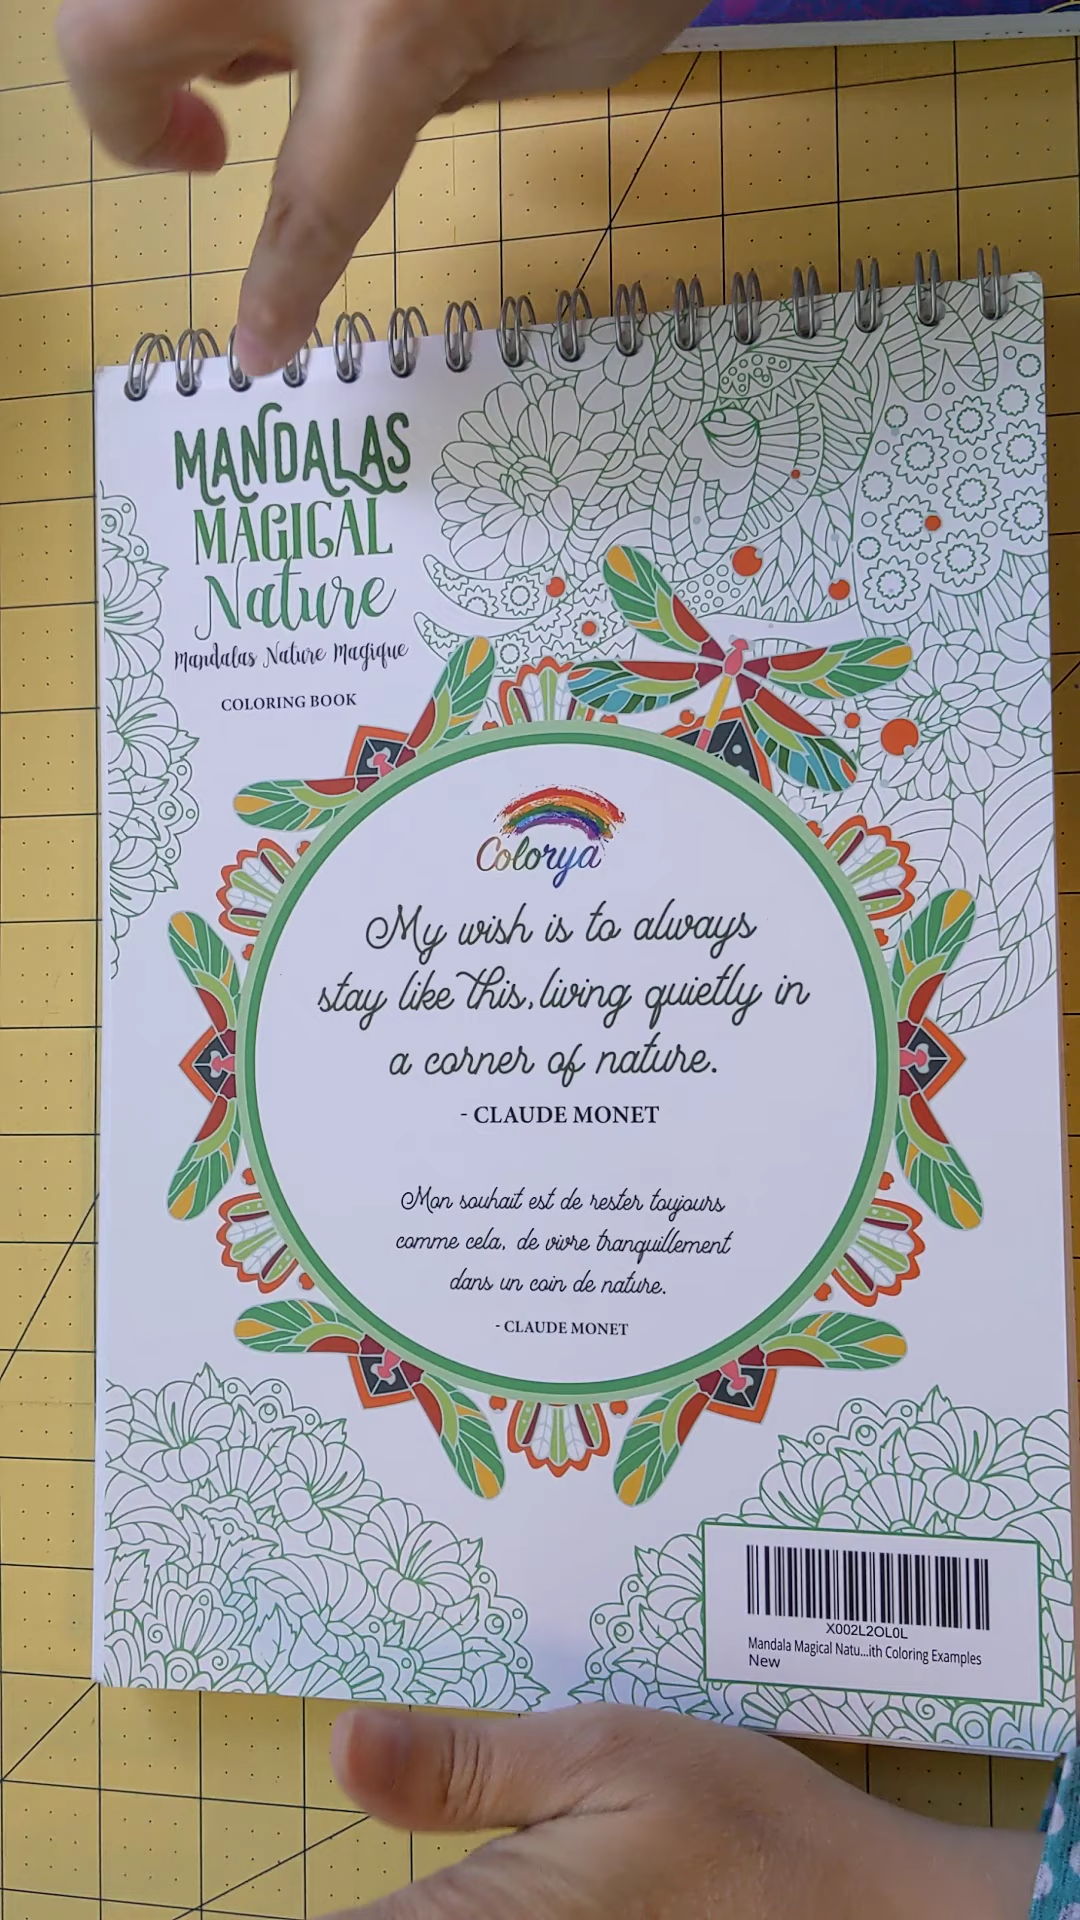 MANDALAS
MAGICAL
Nature
Mandalas Nature Magique
COLORING BOOK
Colorya
My wish is to always
stay like this, living quietly in
a corner of nature.
- CLAUDE MONET
Mon souhait est de rester toujours
comme cela, de vivre tranquillement
dans un coin de nature.
- CLAUDE MONET
X002L2OL0L
Mandala Magical Natu...ith Coloring Examples
New